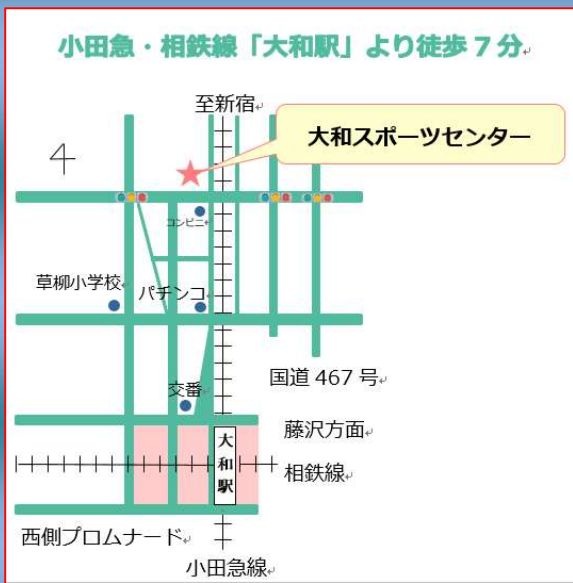 小田急・相鉄線「大和駅」より徒歩 7 分
至新宿
大和スポーツセンター
コンビニ
草柳小学校
パチンコ
国道 467 号
交番
藤沢方面
大和駅
相鉄線
西側プロムナード
小田急線